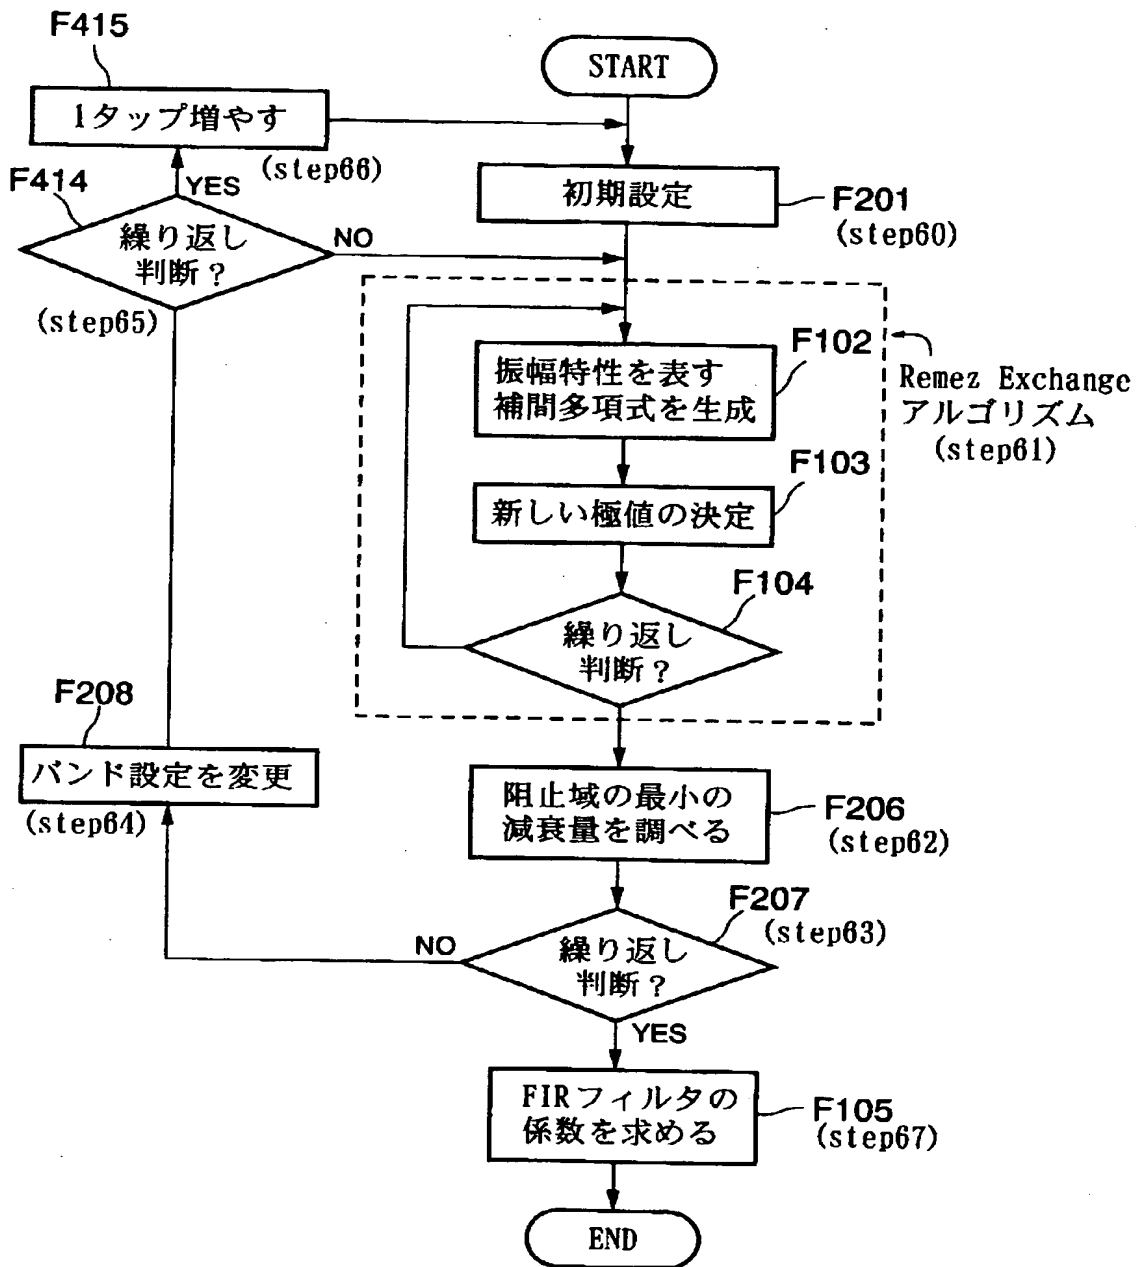 F415
START
1タップ増やす
(step66)
F414
YES
初期設定
F201
(step60)
繰り返し
判断?
NO
(step65)
F102
振幅特性を表す
補間多項式を生成
Remez Exchange
アルゴリズム
(step61)
F103
新しい極値の決定
F104
繰り返し
判断?
F208
バンド設定を変更
(step64)
阻止域の最小の
減衰量を調べる
F206
(step62)
F207
(step63)
NO
繰り返し
判断?
YES
FIRフィルタの
係数を求める
F105
(step67)
END